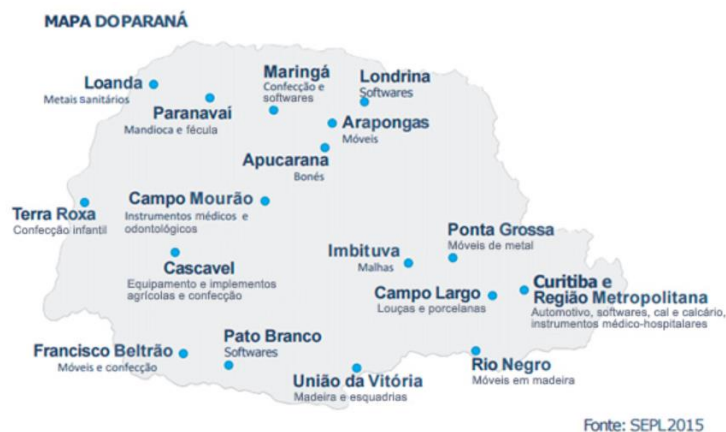 MAPA DO PARANÁ
Loanda
Metais sanitários
Paranavaí
Mandioca e fécula
Maringá
Confecção e
softwares
Londrina
Softwares
Arapongas
Móveis
Apucarana
Bonés
Terra Roxa
Confecção infantil
Campo Mourão
Instrumentos médicos e
odontológicos
Cascavel
Equipamento e implementos
agrícolas e confecção
Imbituva
Malhas
Ponta Grossa
Móveis de metal
Campo Largo
Louças e porcelanas
Curitiba e
Região Metropolitana
Automotivo, softwares, cal e calcário,
instrumentos médico-hospitalares
Francisco Beltrão
Móveis e confecção
Pato Branco
Softwares
União da Vitória
Madeira e esquadrias
Rio Negro
Móveis em madeira
Fonte: SEPL2015